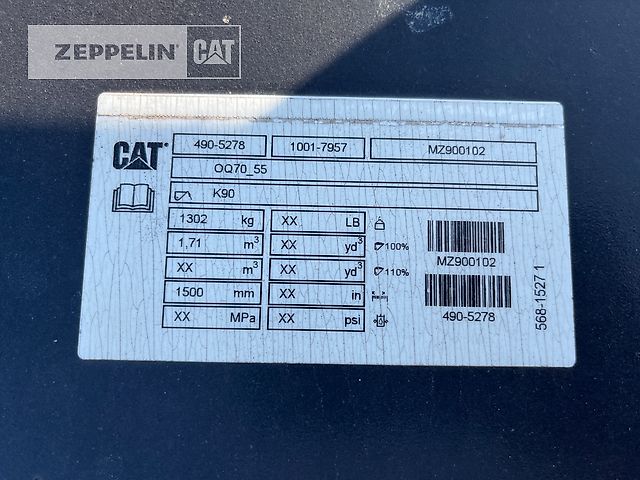 ZEPPELIN CAT
CAT 490-5278 1001-7957 MZ900102
OQ70_55
K90
1302 kg XX LB
1,71 m³ XX yd³ 100%
XX m³ XX yd³ 110%
1500 mm XX in
XX MPa XX psi
MZ900102
490-5278
568-1527 1